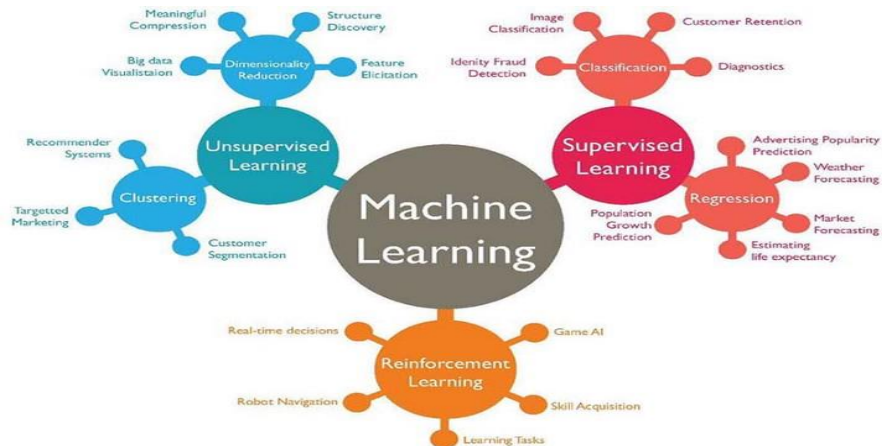 Machine
Learning
Unsupervised
Learning
Dimensionality
Reduction
Meaningful
Compression
Structure
Discovery
Big data
Visualistaion
Feature
Elicitation
Clustering
Recommender
Systems
Targetted
Marketing
Customer
Segmentation
Supervised
Learning
Classification
Image
Classification
Customer Retention
Idenity Fraud
Detection
Diagnostics
Regression
Advertising Popularity
Prediction
Weather
Forecasting
Population
Growth
Prediction
Market
Forecasting
Estimating
life expectancy
Reinforcement
Learning
Real-time decisions
Game AI
Robot Navigation
Skill Acquisition
Learning Tasks